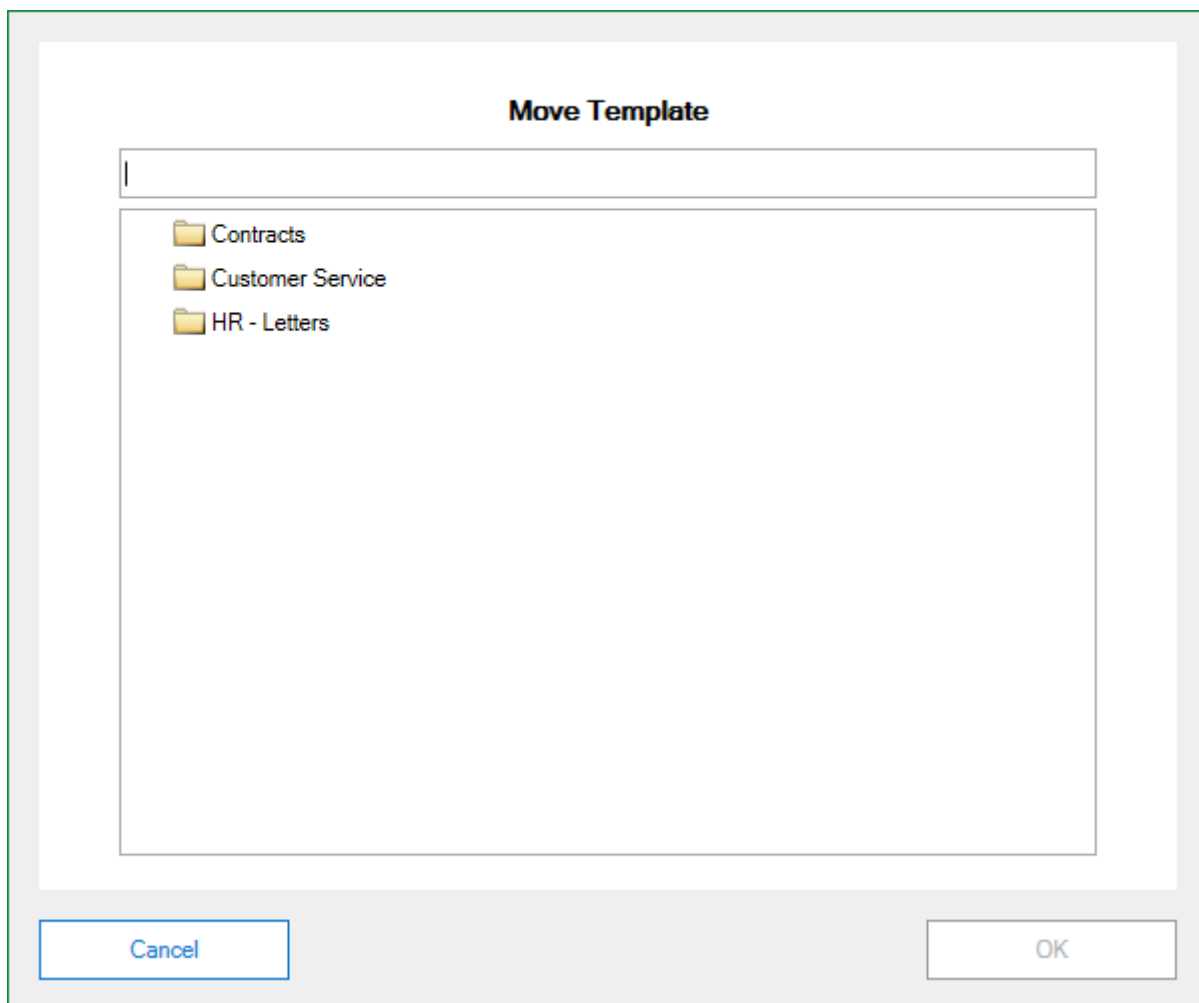 Move Template
Contracts
Customer Service
HR - Letters
Cancel
OK